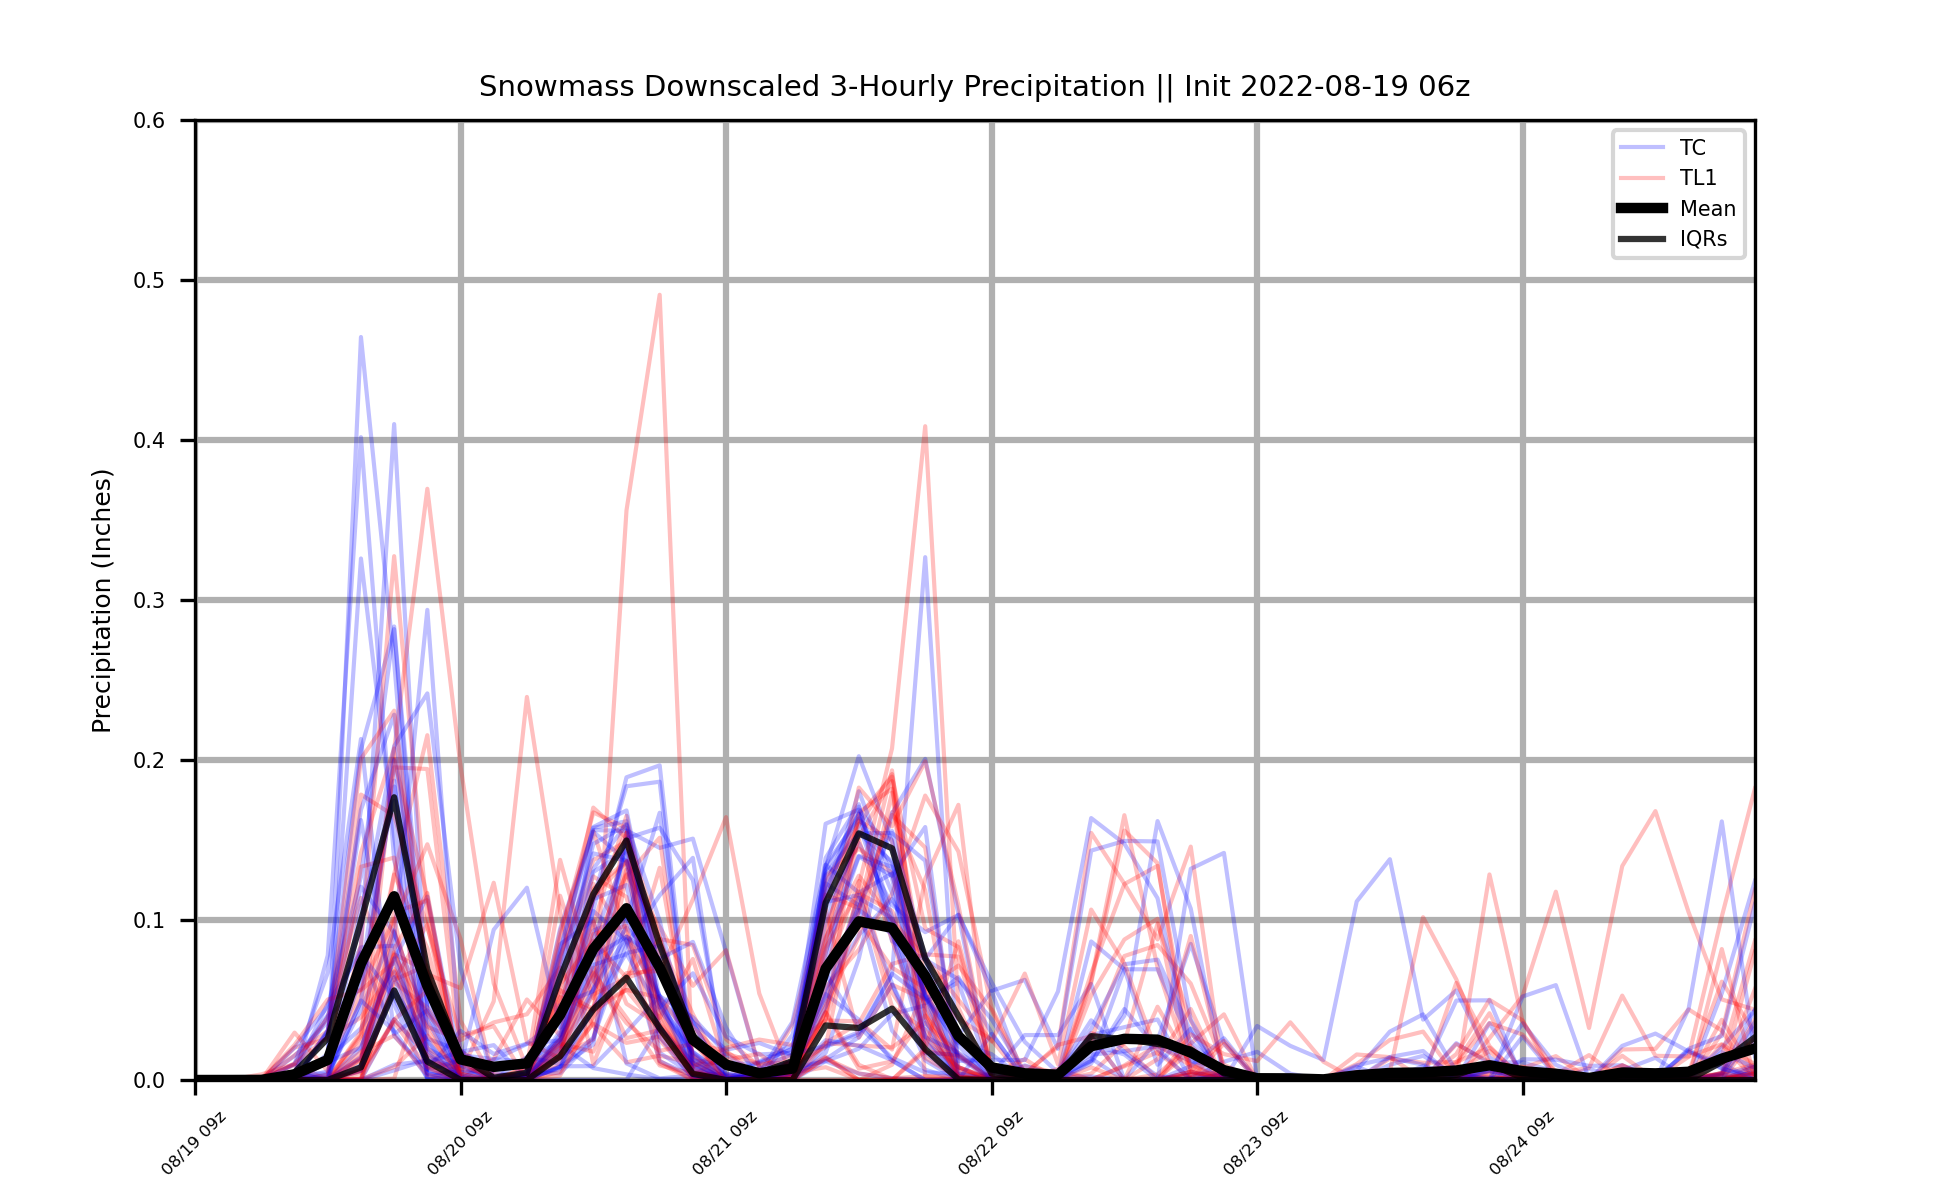 Snowmass Downscaled 3-Hourly Precipitation || Init 2022-08-19 06z
TC
TL1
Mean
IQRs
Precipitation (Inches)
0.6
0.5
0.4
0.3
0.2
0.1
0.0
08/19 09z
08/20 09z
08/21 09z
08/22 09z
08/23 09z
08/24 09z